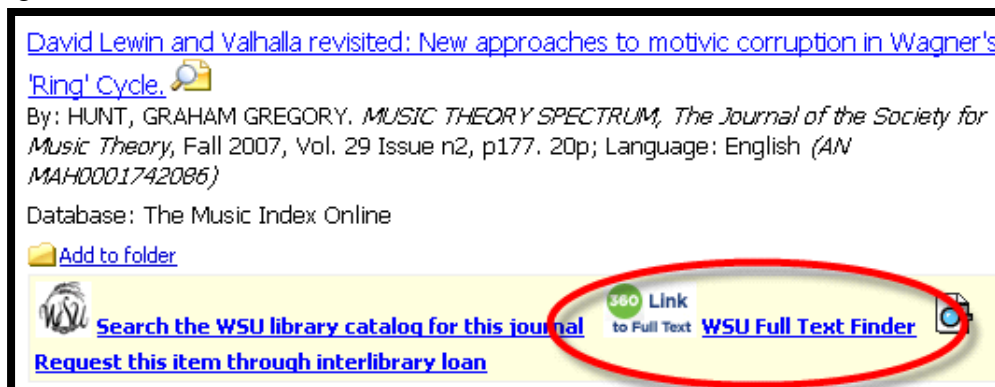 David Lewin and Valhalla revisited: New approaches to motivic corruption in Wagner's
'Ring' Cycle.
By: HUNT, GRAHAM GREGORY. MUSIC THEORY SPECTRUM, The Journal of the Society for
Music Theory, Fall 2007, Vol. 29 Issue n2, p177. 20p; Language: English (AN
MAH0001742086)
Database: The Music Index Online
Add to folder
WSU Search the WSU library catalog for this journal 360 Link to Full Text WSU Full Text Finder
Request this item through interlibrary loan